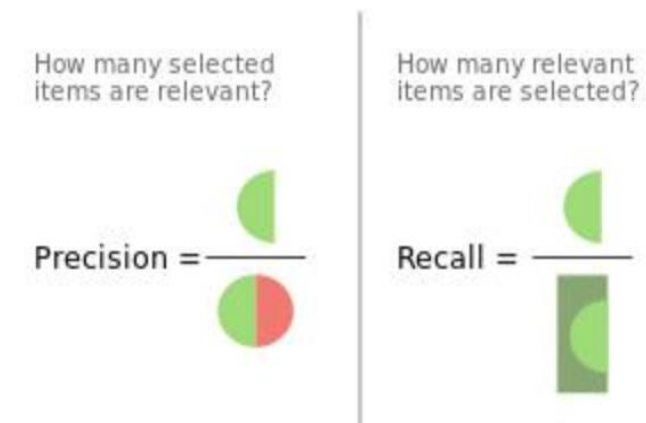 How many selected
items are relevant?
Precision =
How many relevant
items are selected?
Recall =